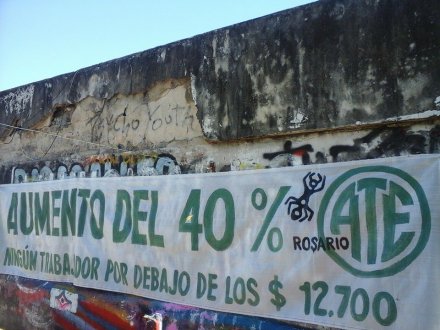 AUMENTO DEL 40 %
ROSARIO
ATE
NINGÚN TRABAJADOR POR DEBAJO DE LOS $ 12.700